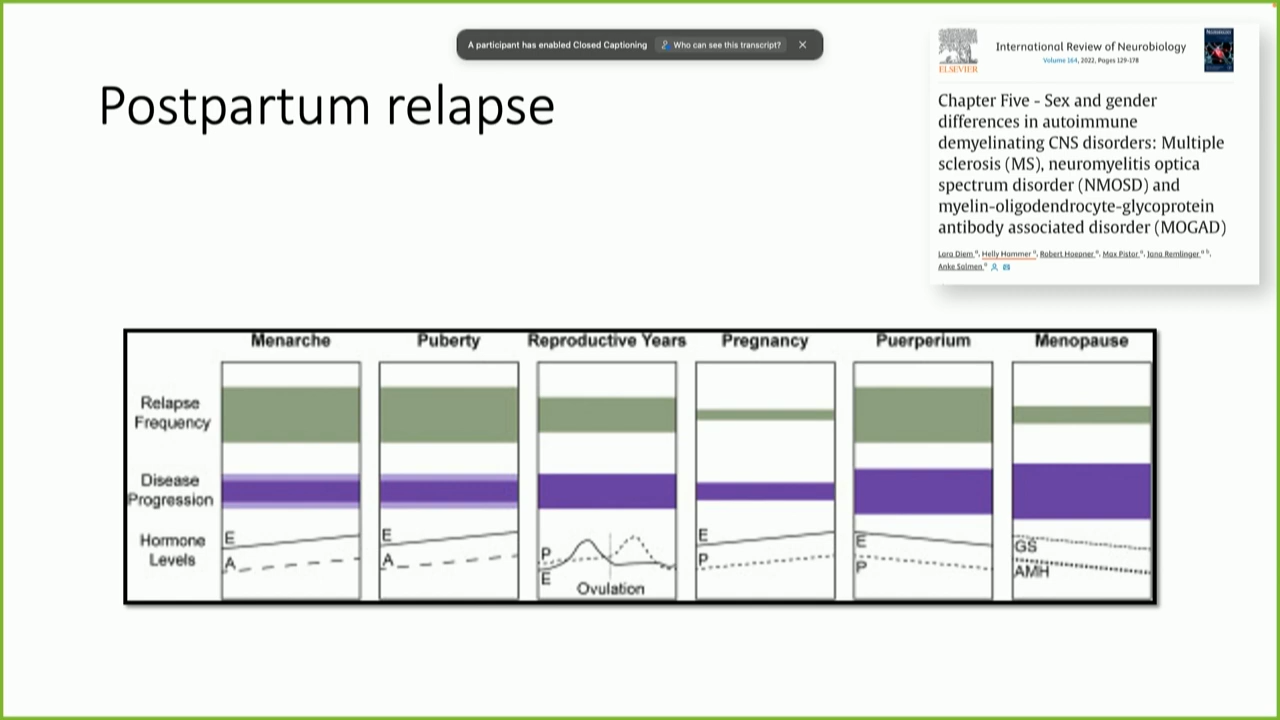 A participant has enabled Closed Captioning
Who can see this transcript?
Postpartum relapse
ELSEVIER
International Review of Neurobiology
Volume 164, 2022, Pages 129-178
Chapter Five - Sex and gender
differences in autoimmune
demyelinating CNS disorders: Multiple
sclerosis (MS), neuromyelitis optica
spectrum disorder (NMOSD) and
myelin-oligodendrocyte-glycoprotein
antibody associated disorder (MOGAD)
Lara Diem a, Helly Hammer a, Robert Hoepner a, Max Pistor a, Jana Remlinger a b,
Anke Salmen a
Menarche Puberty Reproductive Years Pregnancy Puerperium Menopause
Relapse
Frequency
Disease
Progression
Hormone
Levels
E
A
E
A
P
E
Ovulation
E
P
E
P
GS
AMH